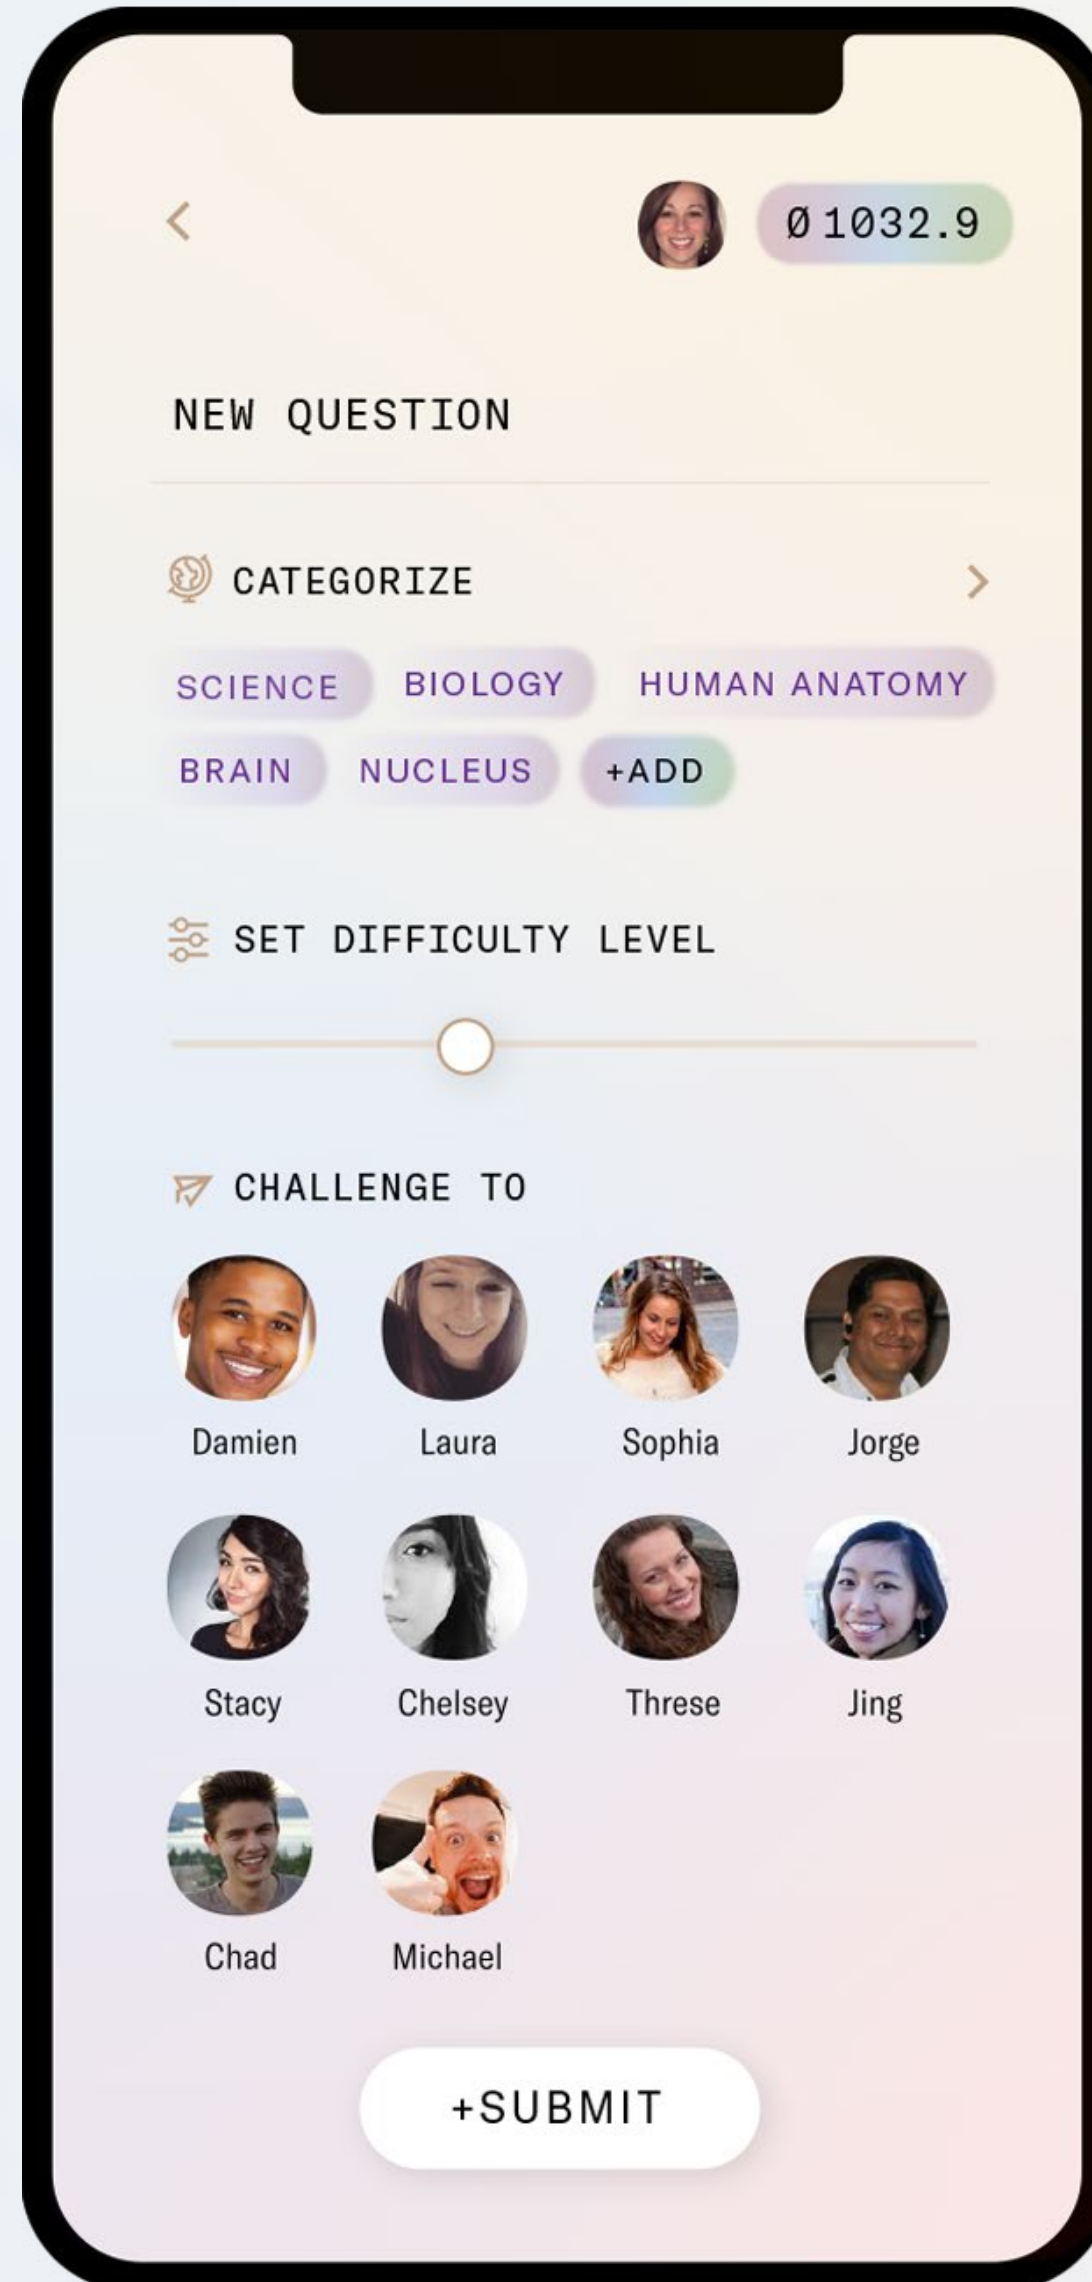 Ø 1032.9
NEW QUESTION
CATEGORIZE
SCIENCE BIOLOGY HUMAN ANATOMY
BRAIN NUCLEUS +ADD
SET DIFFICULTY LEVEL
CHALLENGE TO
Damien Laura Sophia Jorge
Stacy Chelsey Threse Jing
Chad Michael
+SUBMIT